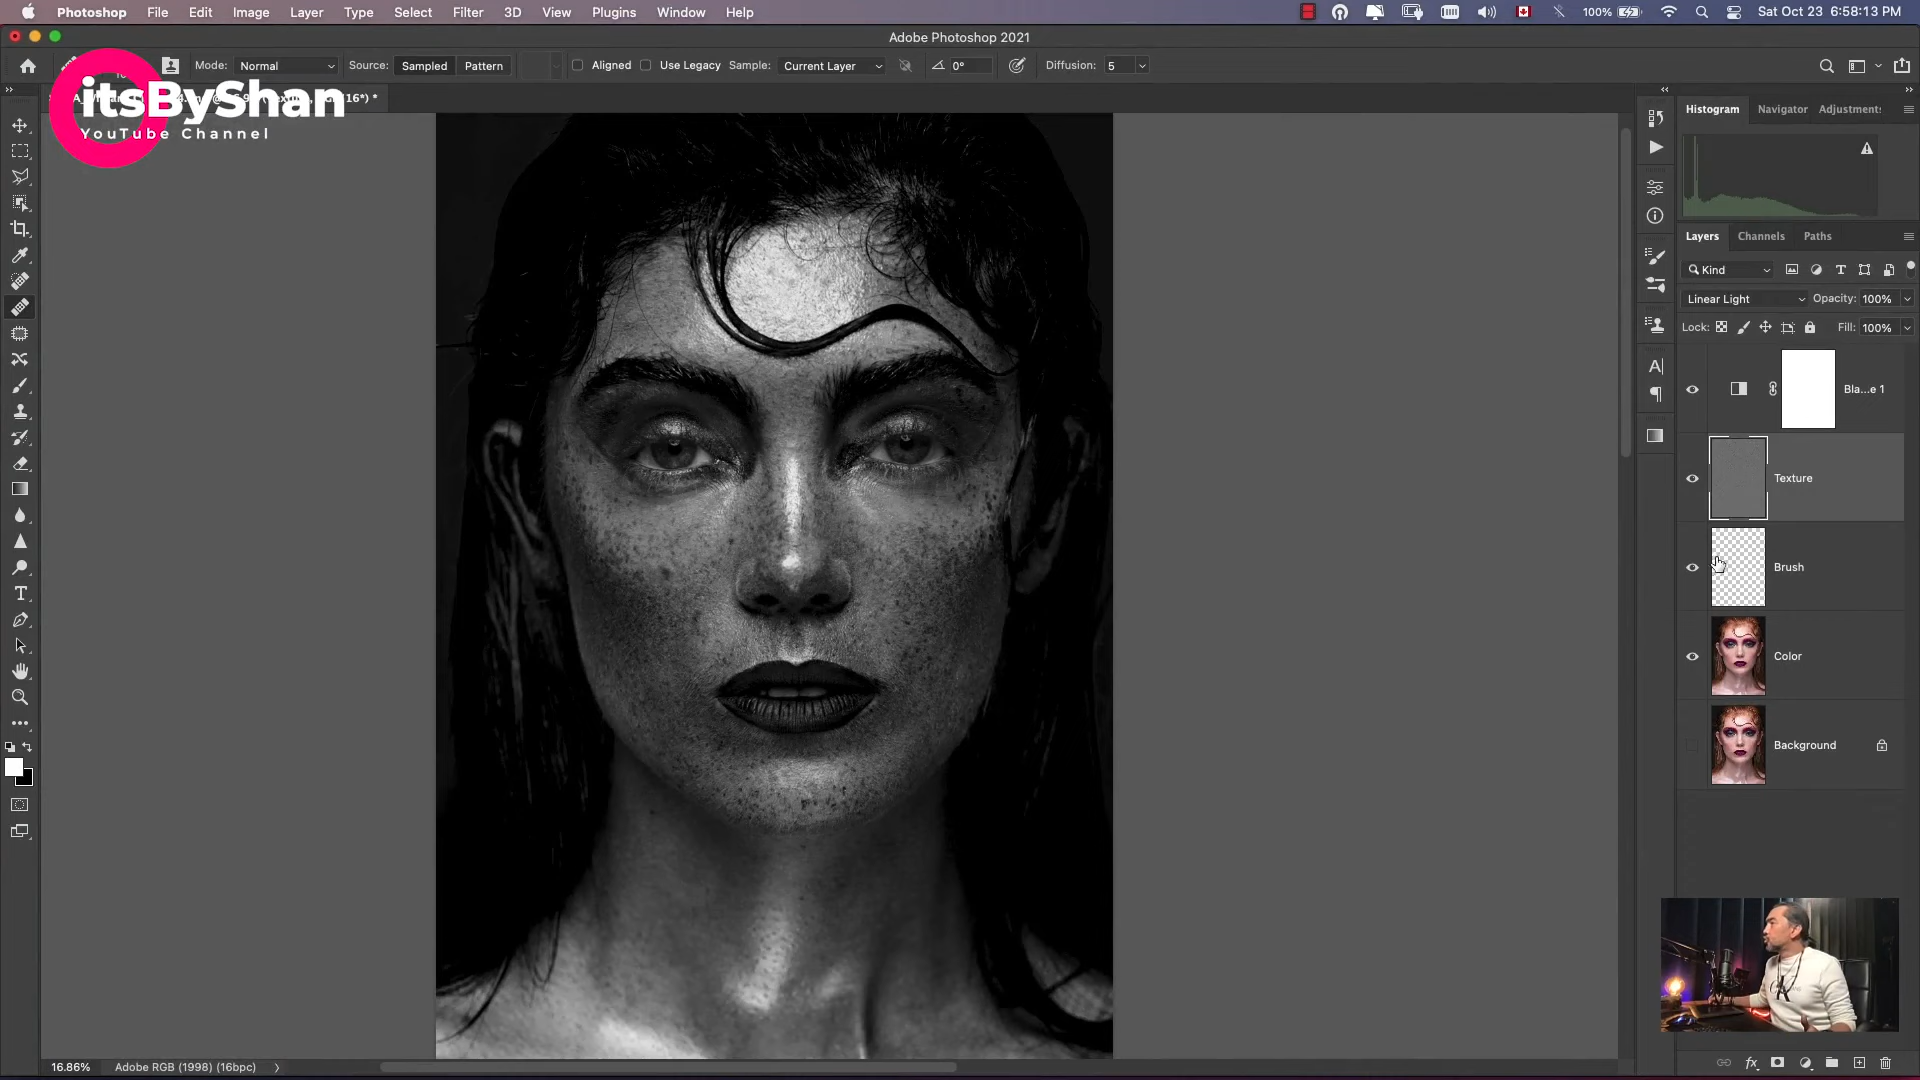 Photoshop File Edit Image Layer Type Select Filter 3D View Plugins Window Help
100% Sat Oct 23 6:58:13 PM
Adobe Photoshop 2021
Mode: Normal Source: Sampled Pattern Aligned Use Legacy Sample: Current Layer 0° Diffusion: 5
itsByShan
YouTube Channel
Histogram Navigator Adjustments
Layers Channels Paths
Kind
Linear Light Opacity: 100%
Lock: Fill: 100%
Bla...e 1
Texture
Brush
Color
Background
16.86% Adobe RGB (1998) (16bpc)